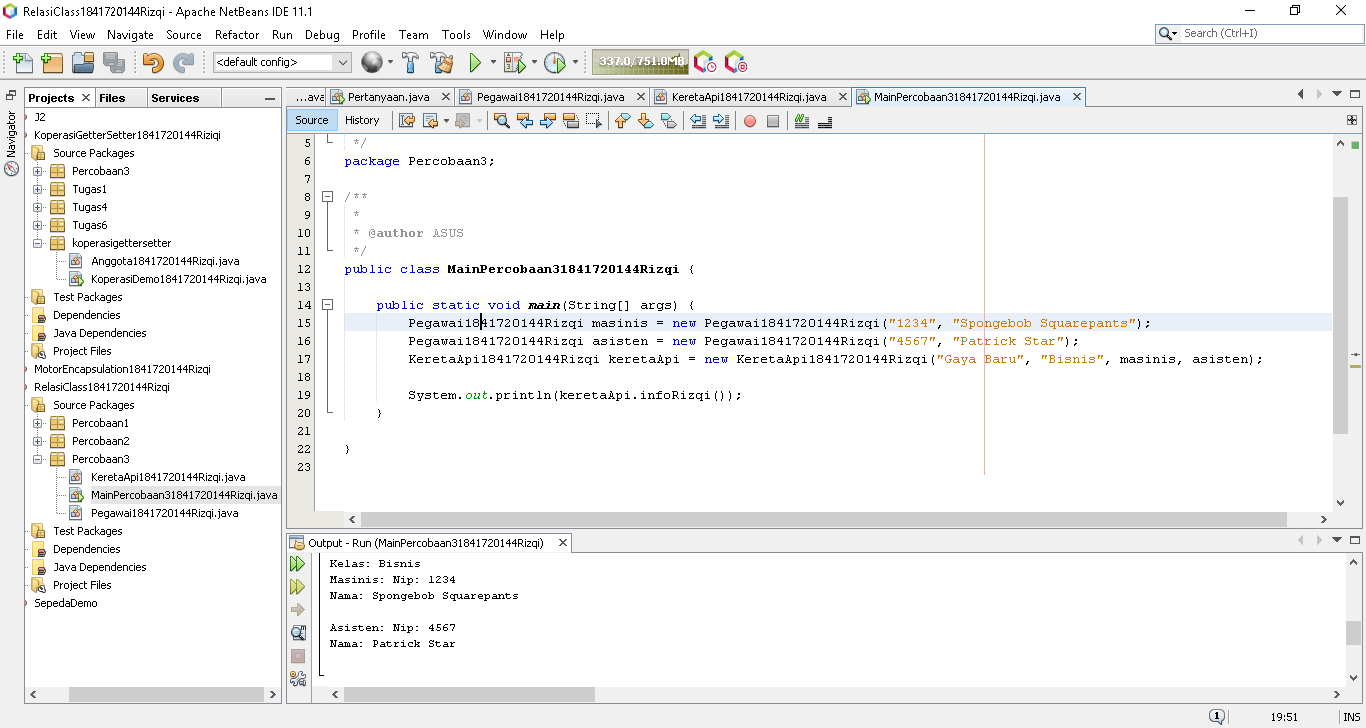 RelasiClass1841720144Rizqi - Apache NetBeans IDE 11.1
File Edit View Navigate Source Refactor Run Debug Profile Team Tools Window Help
Search (Ctrl+I)
<default config>
337.0/751.0MB
Projects Files Services
Navigator
J2
KoperasiGetterSetter1841720144Rizqi
Source Packages
Percobaan3
Tugas1
Tugas4
Tugas6
koperasigettersetter
Anggota1841720144Rizqi.java
KoperasiDemo1841720144Rizqi.java
Test Packages
Dependencies
Java Dependencies
Project Files
MotorEncapsulation1841720144Rizqi
RelasiClass1841720144Rizqi
Source Packages
Percobaan1
Percobaan2
Percobaan3
KeretaApi1841720144Rizqi.java
MainPercobaan31841720144Rizqi.java
Pegawai1841720144Rizqi.java
Test Packages
Dependencies
Java Dependencies
Project Files
SepedaDemo
...ava Pertanyaan.java Pegawai1841720144Rizqi.java KeretaApi1841720144Rizqi.java MainPercobaan31841720144Rizqi.java
Source History
5 */
6 package Percobaan3;
7
8 /**
9 *
10 * @author ASUS
11 */
12 public class MainPercobaan31841720144Rizqi {
13
14 public static void main(String[] args) {
15 Pegawai1841720144Rizqi masinis = new Pegawai1841720144Rizqi("1234", "Spongebob Squarepants");
16 Pegawai1841720144Rizqi asisten = new Pegawai1841720144Rizqi("4567", "Patrick Star");
17 KeretaApi1841720144Rizqi keretaApi = new KeretaApi1841720144Rizqi("Gaya Baru", "Bisnis", masinis, asisten);
18
19 System.out.println(keretaApi.infoRizqi());
20 }
21
22 }
23
Output - Run (MainPercobaan31841720144Rizqi)
Kelas: Bisnis
Masinis: Nip: 1234
Nama: Spongebob Squarepants
Asisten: Nip: 4567
Nama: Patrick Star
1 19:51 INS